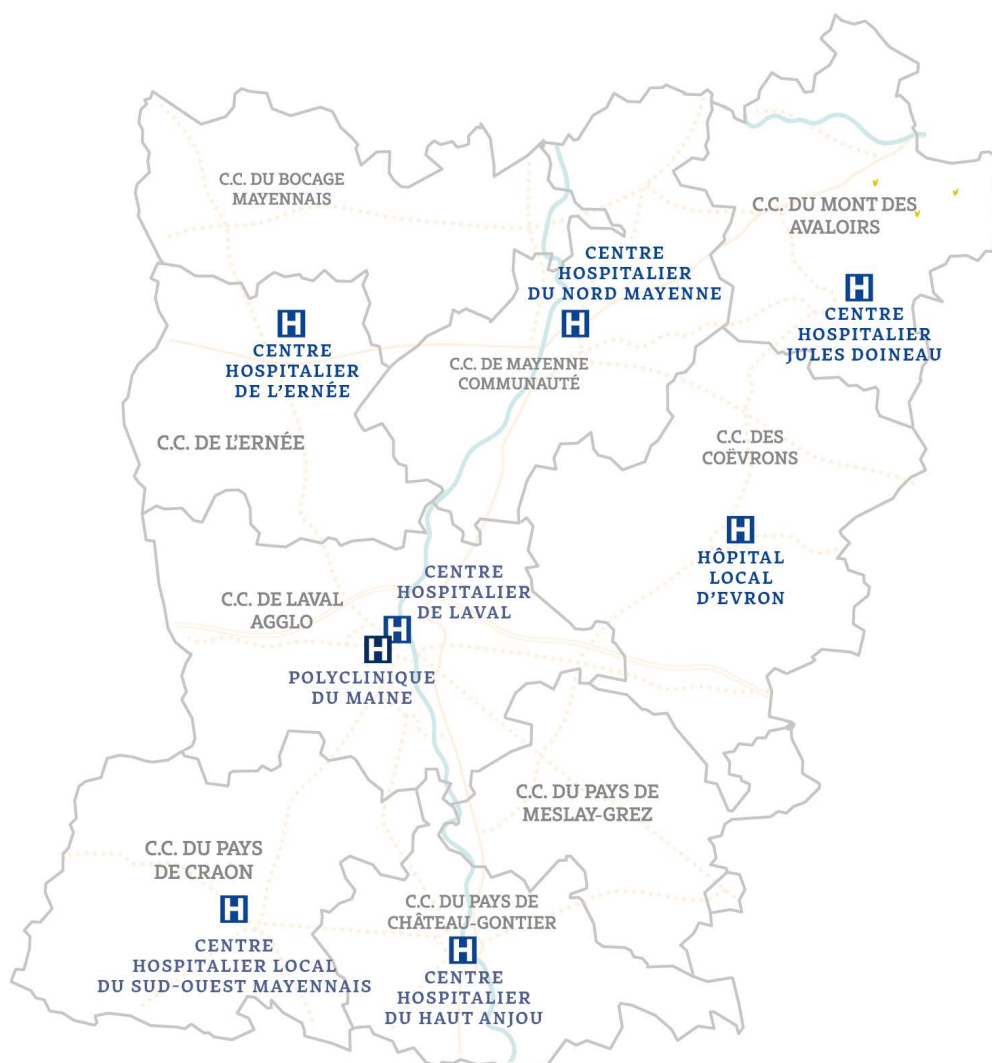 C.C. DU BOCAGE
MAYENNAIS
C.C. DU MONT DES
AVALOIRS
CENTRE
HOSPITALIER
DU NORD MAYENNE
H
H
CENTRE
HOSPITALIER
JULES DOINEAU
H
CENTRE
HOSPITALIER
DE L'ERNÉE
C.C. DE MAYENNE
COMMUNAUTÉ
C.C. DE L'ERNÉE
C.C. DES
COËVRONS
H
HÔPITAL
LOCAL
D'EVRON
CENTRE
HOSPITALIER
DE LAVAL
H
C.C. DE LAVAL
AGGLO
H
POLYCLINIQUE
DU MAINE
C.C. DU PAYS DE
MESLAY-GREZ
C.C. DU PAYS
DE CRAON
H
CENTRE
HOSPITALIER LOCAL
DU SUD-OUEST MAYENNAIS
C.C. DU PAYS DE
CHÂTEAU-GONTIER
H
CENTRE
HOSPITALIER
DU HAUT ANJOU